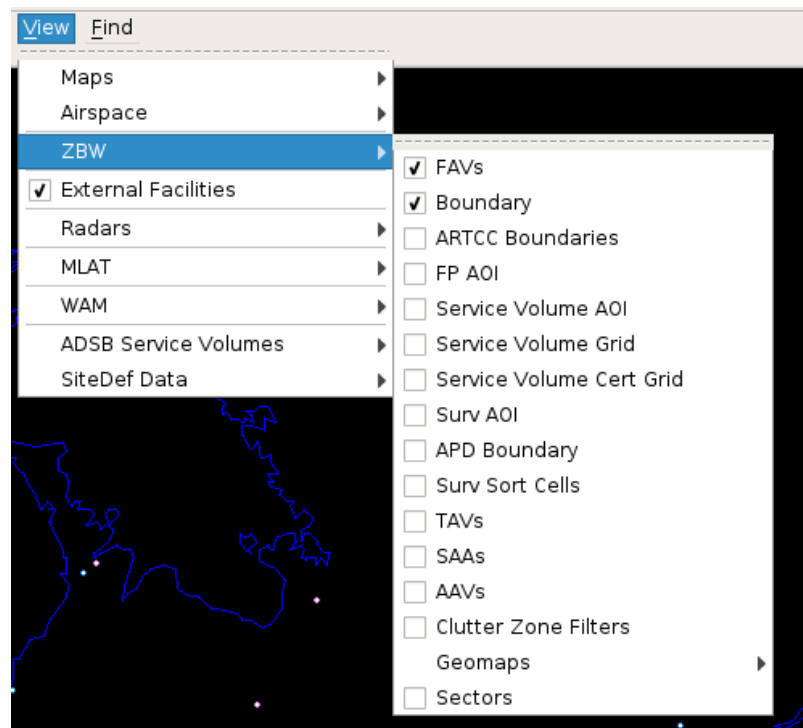 View Find
Maps
Airspace
ZBW
External Facilities
Radars
MLAT
WAM
ADSB Service Volumes
SiteDef Data
FAVs
Boundary
ARTCC Boundaries
FP AOI
Service Volume AOI
Service Volume Grid
Service Volume Cert Grid
Surv AOI
APD Boundary
Surv Sort Cells
TAVs
SAAs
AAVs
Clutter Zone Filters
Geomaps
Sectors